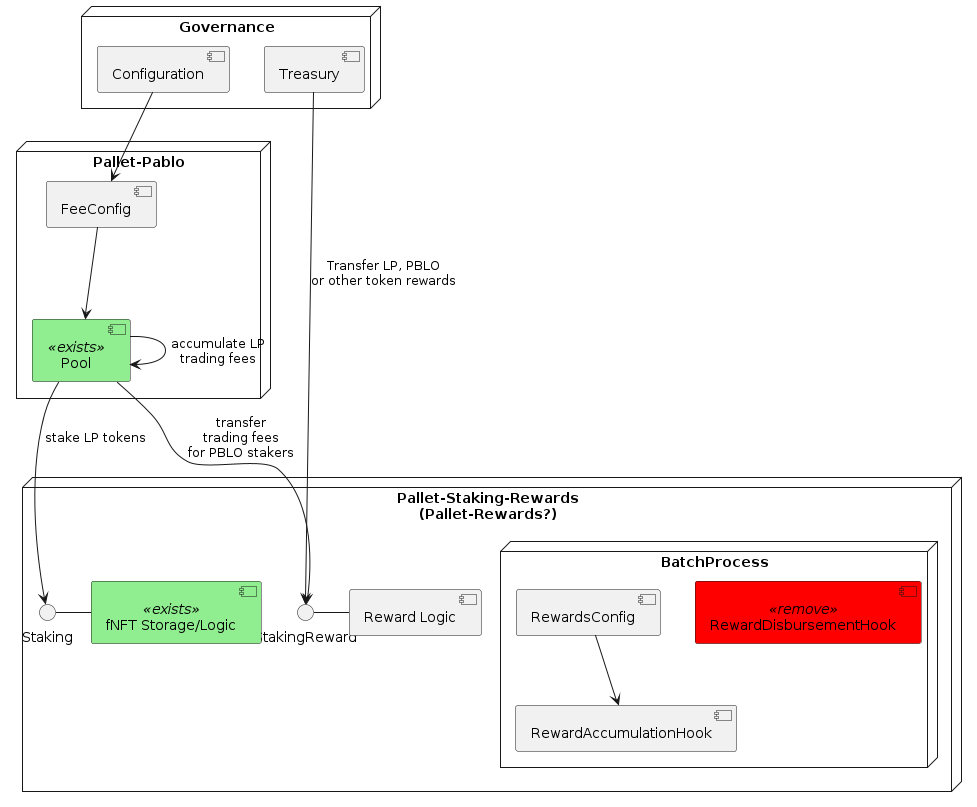 Governance
Configuration
Treasury
Pallet-Pablo
FeeConfig
Transfer LP, PBLO
or other token rewards
«exists»
Pool
accumulate LP
trading fees
stake LP tokens
transfer
trading fees
for PBLO stakers
Pallet-Staking-Rewards
(Pallet-Rewards?)
BatchProcess
Staking
«exists»
fNFT Storage/Logic
takingReward
Reward Logic
RewardsConfig
«remove»
RewardDisbursementHook
RewardAccumulationHook